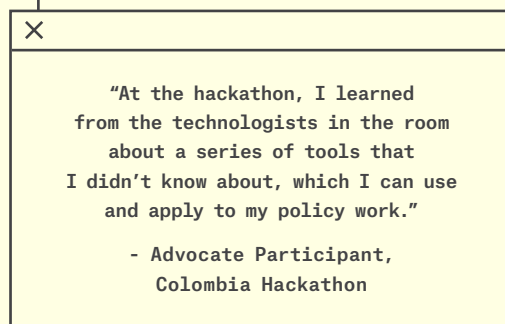 “At the hackathon, I learned
from the technologists in the room
about a series of tools that
I didn’t know about, which I can use
and apply to my policy work.”
- Advocate Participant,
Colombia Hackathon